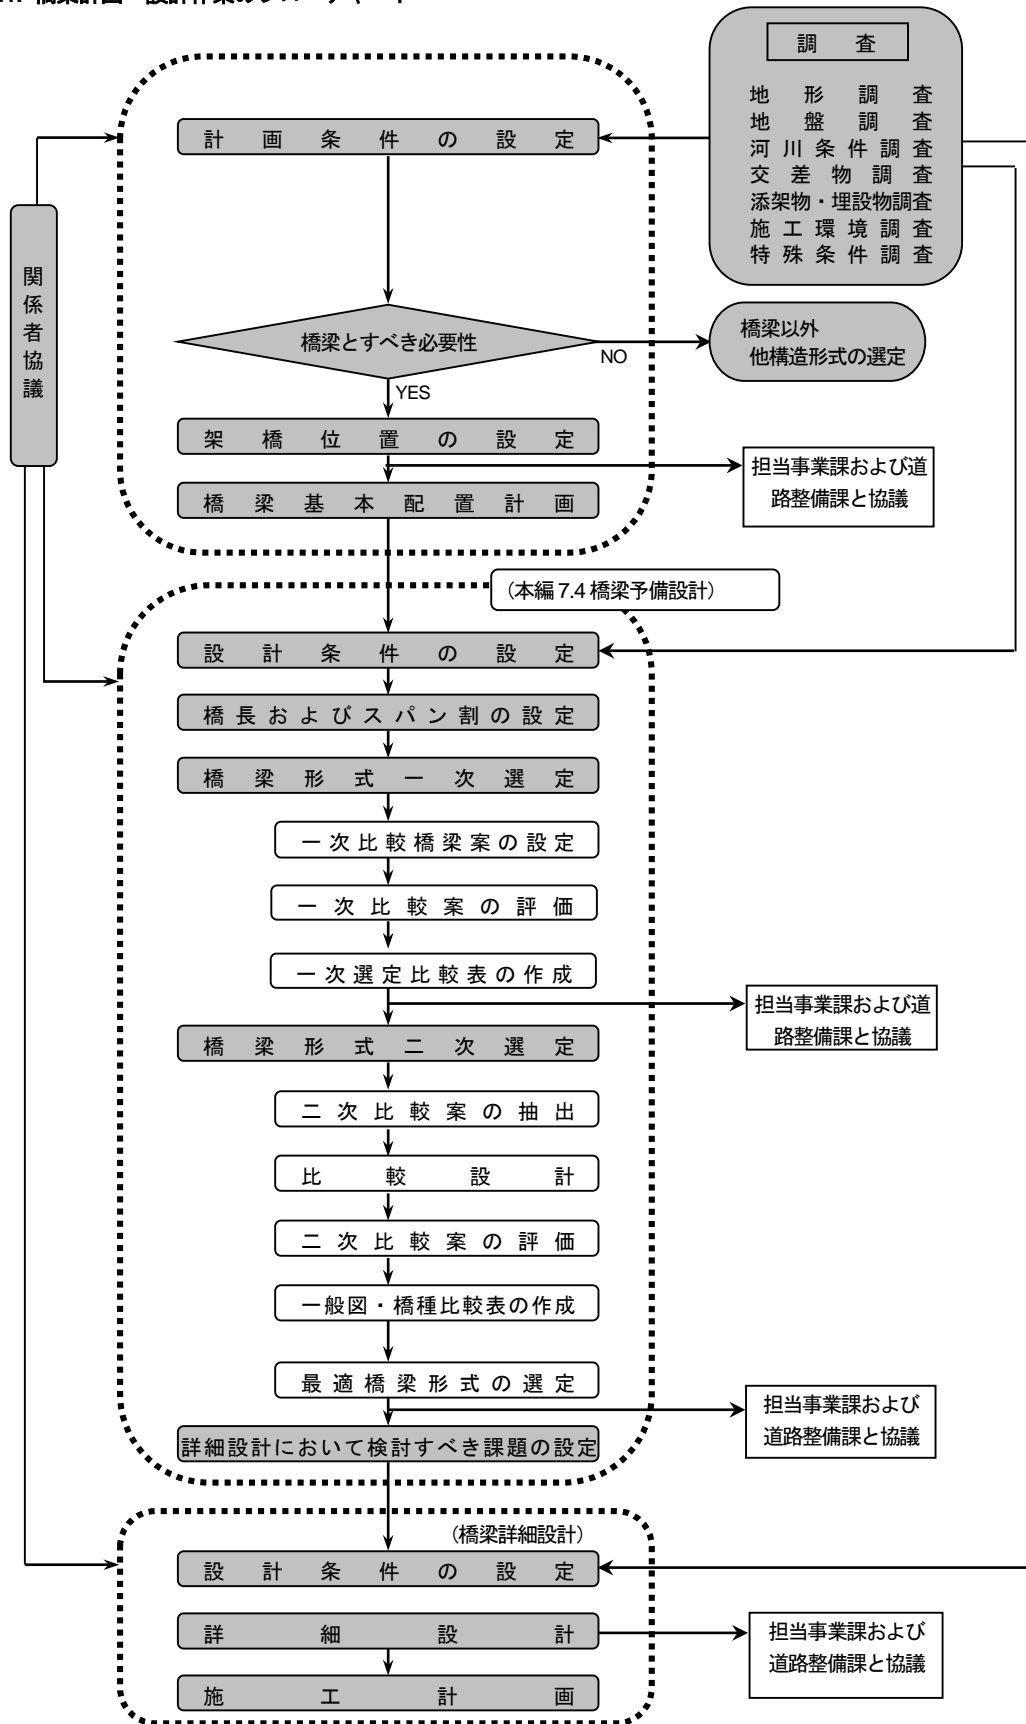 調査
地形調査
地盤調査
河川条件調査
交差物調査
添架物・埋設物調査
施工環境調査
特殊条件調査
計画条件の設定
関係者協議
橋梁とすべき必要性
NO
橋梁以外
他構造形式の選定
YES
架橋位置の設定
担当事業課および道
路整備課と協議
橋梁基本配置計画
(本編 7.4 橋梁予備設計)
設計条件の設定
橋長およびスパン割の設定
橋梁形式一次選定
一次比較橋梁案の設定
一次比較案の評価
一次選定比較表の作成
担当事業課および道
路整備課と協議
橋梁形式二次選定
二次比較案の抽出
比較設計
二次比較案の評価
一般図・橋種比較表の作成
最適橋梁形式の選定
担当事業課および
道路整備課と協議
詳細設計において検討すべき課題の設定
(橋梁詳細設計)
設計条件の設定
詳細設計
担当事業課および
道路整備課と協議
施工計画